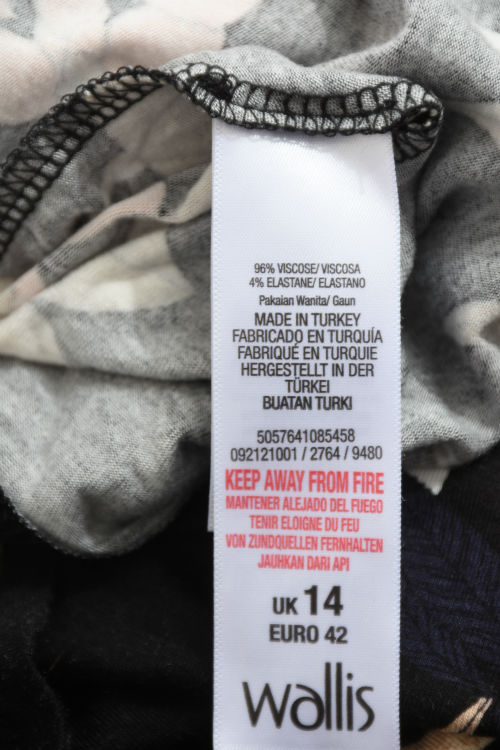 96% VISCOSE/ VISCOSA
4% ELASTANE/ ELASTANO
Pakaian Wanita/ Gaun
MADE IN TURKEY
FABRICADO EN TURQUÍA
FABRIQUÉ EN TURQUIE
HERGESTELLT IN DER
TÜRKEI
BUATAN TURKI
5057641085458
092121001 / 2764 / 9480
KEEP AWAY FROM FIRE
MANTENER ALEJADO DEL FUEGO
TENIR ELOIGNE DU FEU
VON ZUNDQUELLEN FERNHALTEN
JAUHKAN DARI API
UK 14
EURO 42
wallis